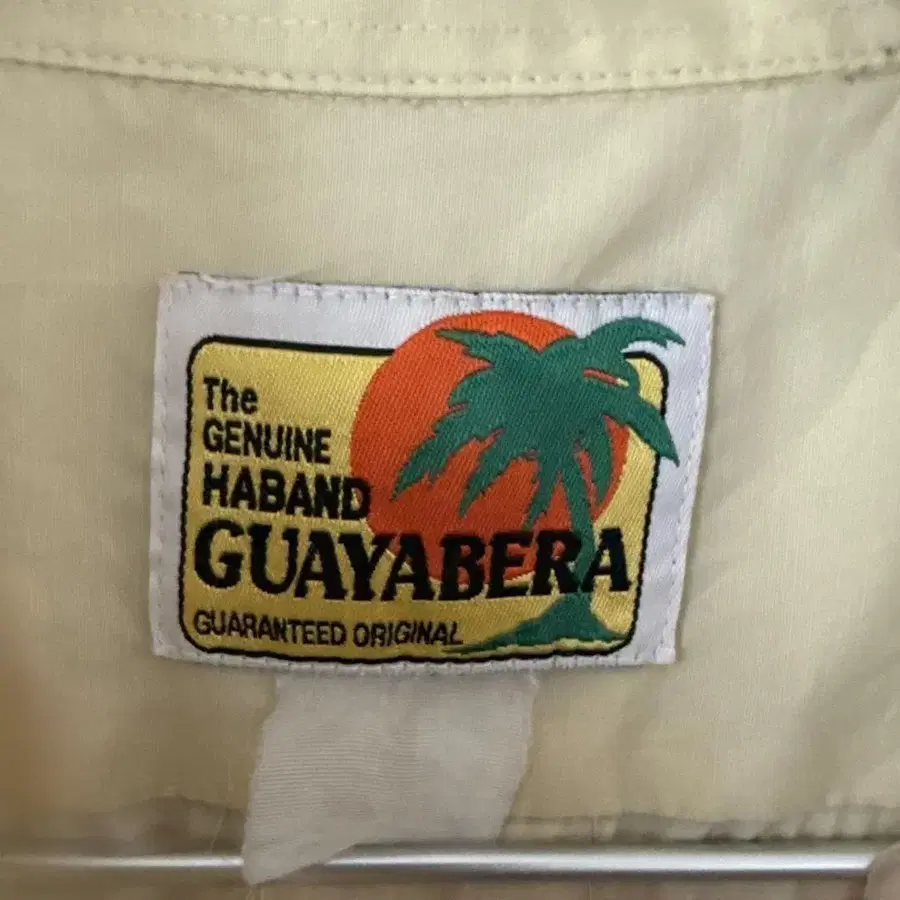 The
GENUINE
HABAND
GUAYABERA
GUARANTEED ORIGINAL